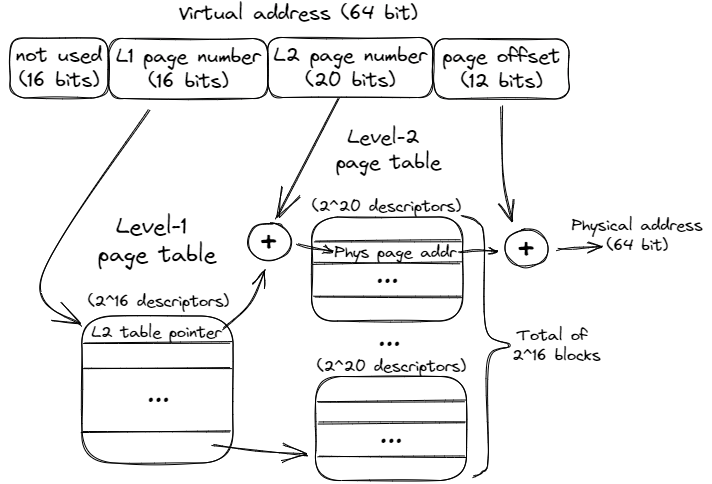 Virtual address (64 bit)
not used
(16 bits)
L1 page number
(16 bits)
L2 page number
(20 bits)
page offset
(12 bits)
Level-2
page table
(2^20 descriptors)
Level-1
page table
+
Phys page addr
+
Physical address
(64 bit)
...
(2^16 descriptors)
L2 table pointer
...
Total of
2^16 blocks
(2^20 descriptors)
...
...